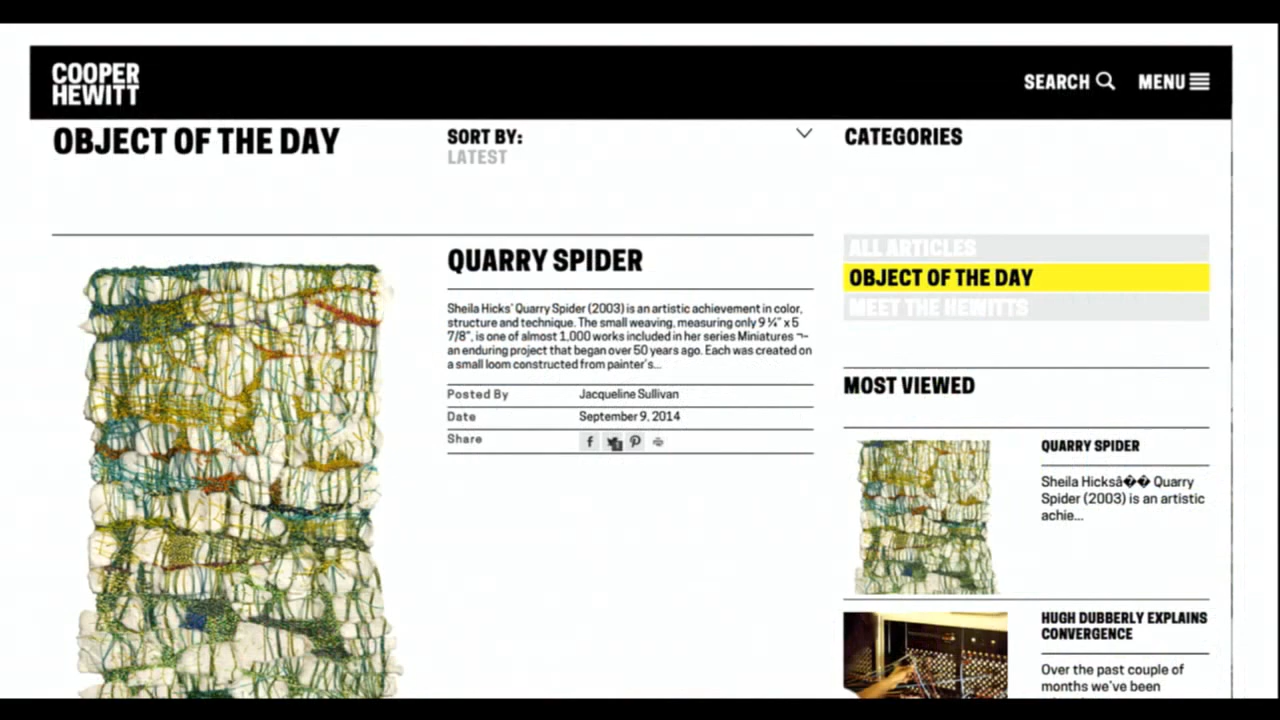 COOPER
HEWITT
SEARCH
MENU
OBJECT OF THE DAY
SORT BY:
LATEST
CATEGORIES
ALL ARTICLES
OBJECT OF THE DAY
MEET THE HEWITTS
QUARRY SPIDER
Sheila Hicks' Quarry Spider (2003) is an artistic achievement in color,
structure and technique. The small weaving, measuring only 9 ¼" x 5
7/8", is one of almost 1,000 works included in her series Miniatures ¬–
an enduring project that began over 50 years ago. Each was created on
a small loom constructed from painter's...
Posted By Jacqueline Sullivan
Date September 9, 2014
Share
MOST VIEWED
QUARRY SPIDER
Sheila Hicksâ�� Quarry
Spider (2003) is an artistic
achie...
HUGH DUBBERLY EXPLAINS
CONVERGENCE
Over the past couple of
months we've been